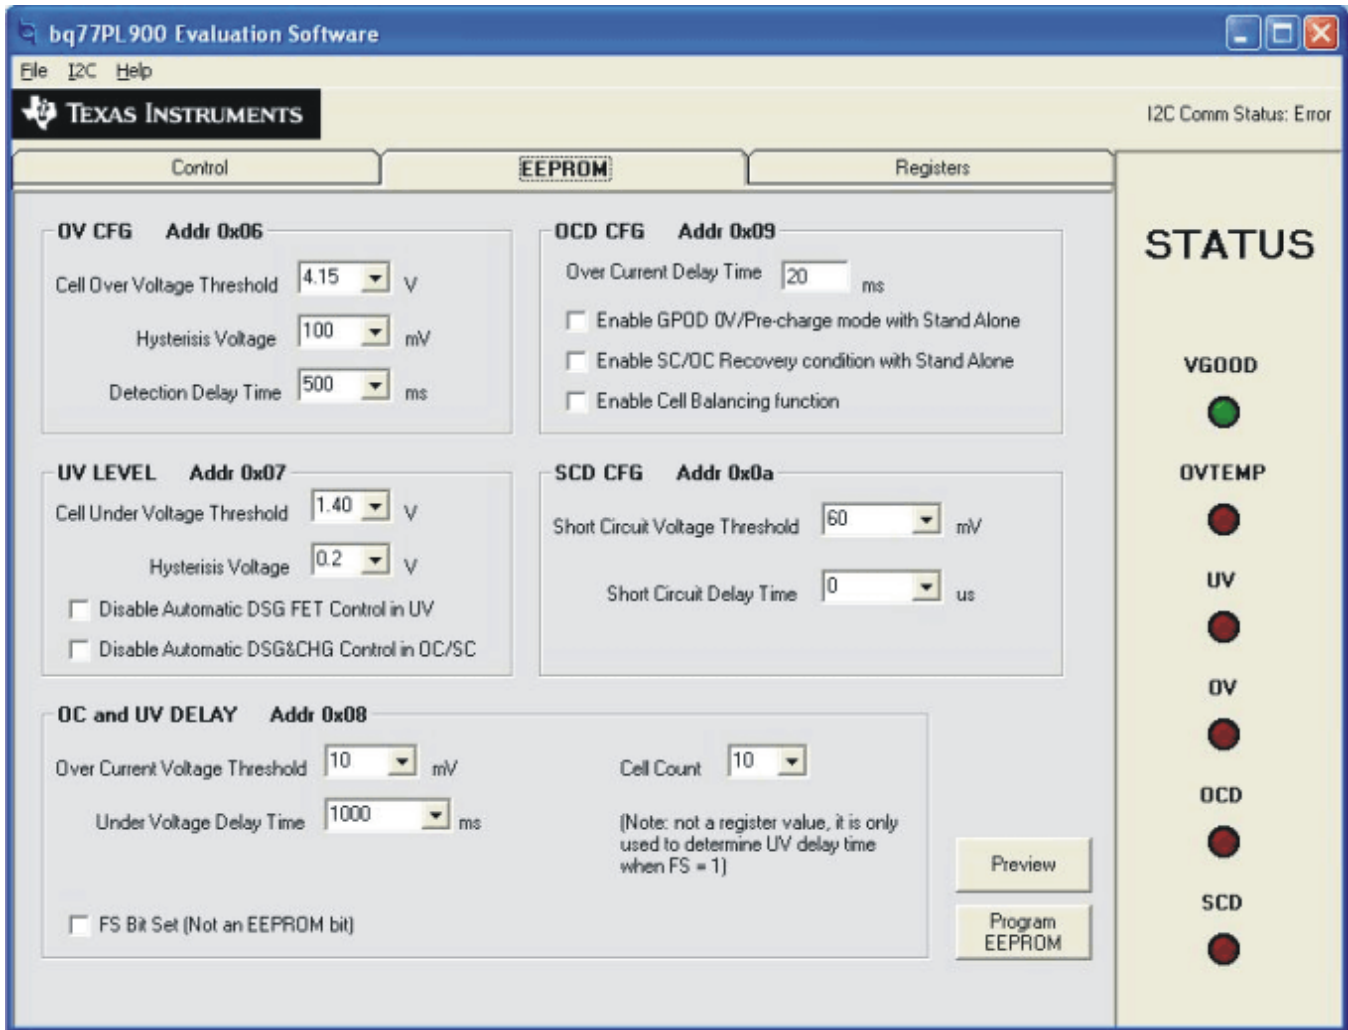 bq77PL900 Evaluation Software
File I2C Help
TEXAS INSTRUMENTS
I2C Comm Status: Error
Control
EEPROM
Registers
OV CFG Addr 0x06
Cell Over Voltage Threshold 4.15 V
Hysterisis Voltage 100 mV
Detection Delay Time 500 ms
OCD CFG Addr 0x09
Over Current Delay Time 20 ms
Enable GPOD 0V/Pre-charge mode with Stand Alone
Enable SC/OC Recovery condition with Stand Alone
Enable Cell Balancing function
UV LEVEL Addr 0x07
Cell Under Voltage Threshold 1.40 V
Hysterisis Voltage 0.2 V
Disable Automatic DSG FET Control in UV
Disable Automatic DSG&CHG Control in OC/SC
SCD CFG Addr 0x0a
Short Circuit Voltage Threshold 60 mV
Short Circuit Delay Time 0 us
OC and UV DELAY Addr 0x08
Over Current Voltage Threshold 10 mV
Under Voltage Delay Time 1000 ms
Cell Count 10
(Note: not a register value, it is only
used to determine UV delay time
when FS = 1)
FS Bit Set (Not an EEPROM bit)
Preview
Program
EEPROM
STATUS
VGOOD
OVTEMP
UV
OV
OCD
SCD